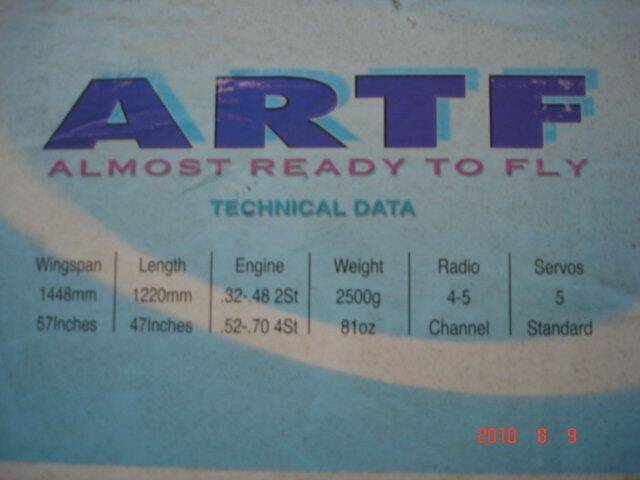 ARTF
ALMOST READY TO FLY
TECHNICAL DATA
Wingspan Length Engine Weight Radio Servos
1448mm 1220mm .32-.48 2St 2500g 4-5 5
57Inches 47Inches .52-.70 4St 81oz Channel Standard
2010 8 9